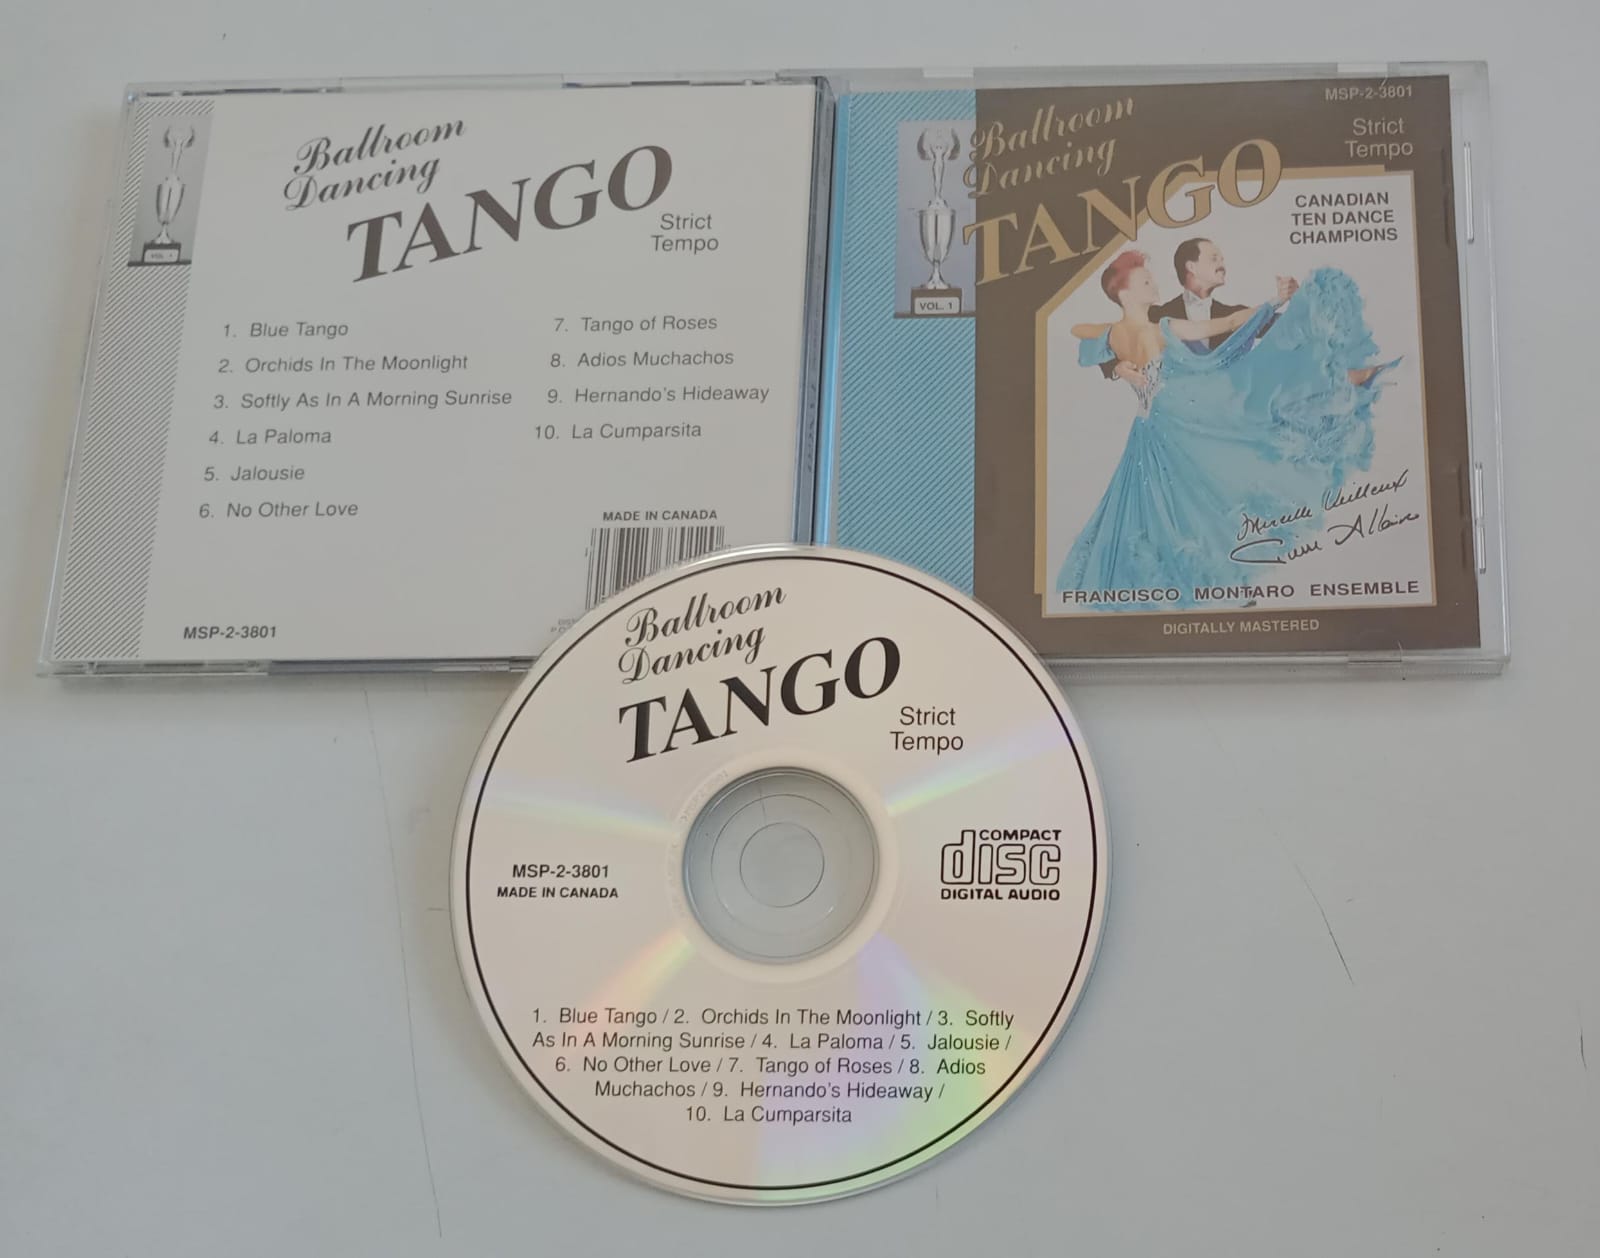 Ballroom
Dancing
TANGO
Strict
Tempo
VOL. 1
1. Blue Tango
2. Orchids In The Moonlight
3. Softly As In A Morning Sunrise
4. La Paloma
5. Jalousie
6. No Other Love
7. Tango of Roses
8. Adios Muchachos
9. Hernando's Hideaway
10. La Cumparsita
MADE IN CANADA
MSP-2-3801
MSP-2-3801
Ballroom
Dancing
TANGO
Strict
Tempo
VOL. 1
CANADIAN
TEN DANCE
CHAMPIONS
Mireille Veilleux
Pierre Allaire
FRANCISCO MONTARO ENSEMBLE
DIGITALLY MASTERED
Ballroom
Dancing
TANGO
Strict
Tempo
MSP-2-3801
MADE IN CANADA
COMPACT
disc
DIGITAL AUDIO
1. Blue Tango / 2. Orchids In The Moonlight / 3. Softly
As In A Morning Sunrise / 4. La Paloma / 5. Jalousie /
6. No Other Love / 7. Tango of Roses / 8. Adios
Muchachos / 9. Hernando's Hideaway /
10. La Cumparsita